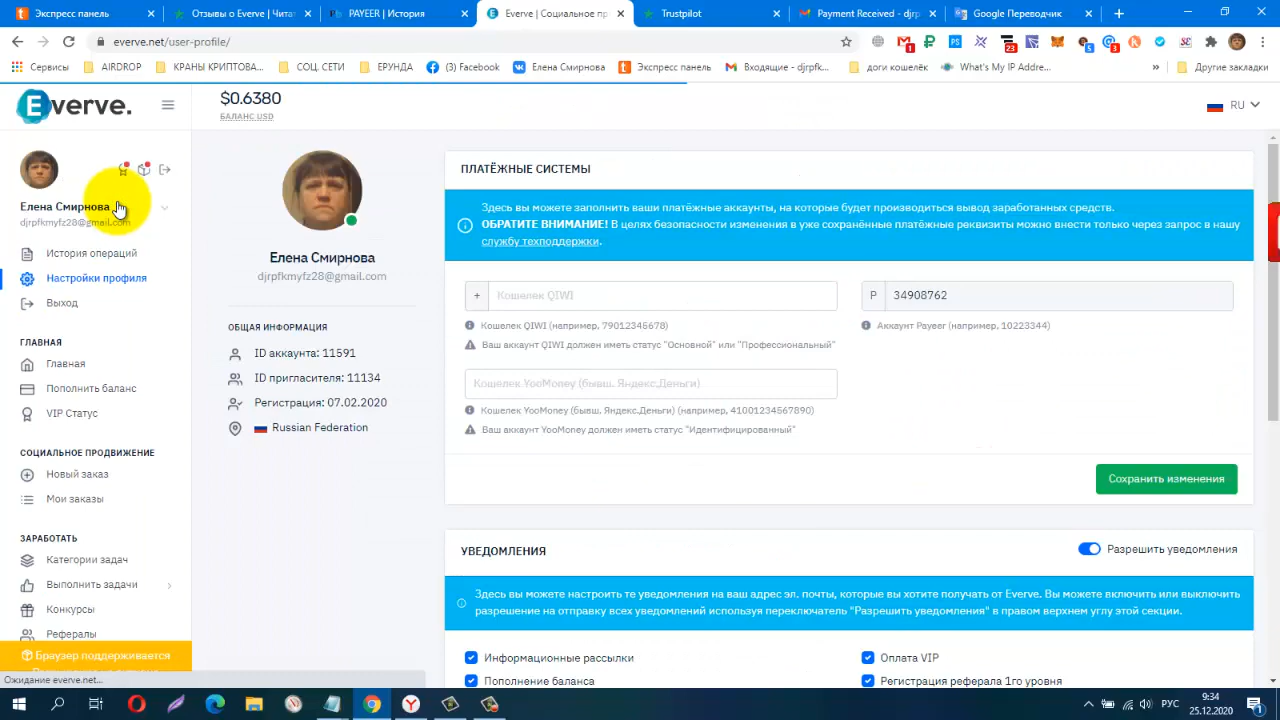 Экспресс панель
Отзывы о Everve | Читат
PAYEER | История
Everve | Социальное пр
Trustpilot
Payment Received - djrp
Google Переводчик
everve.net/user-profile/
1
23
5
3
Сервисы
AIRDROP
КРАНЫ КРИПТОВА...
СОЦ. СЕТИ
ЕРУНДА
(3) Facebook
Елена Смирнова
Экспресс панель
Входящие - djrpfk...
доги кошелёк
What's My IP Addre...
»
Другие закладки
Everve.
$0.6380
БАЛАНС USD
RU
Елена Смирнова
djrpfkmyfz28@gmail.com
История операций
Настройки профиля
Выход
ГЛАВНАЯ
Главная
Пополнить баланс
VIP Статус
СОЦИАЛЬНОЕ ПРОДВИЖЕНИЕ
Новый заказ
Мои заказы
ЗАРАБОТАТЬ
Категории задач
Выполнить задачи
Конкурсы
Рефералы
Браузер поддерживается
Ожидание everve.net...
Елена Смирнова
djrpfkmyfz28@gmail.com
ОБЩАЯ ИНФОРМАЦИЯ
ID аккаунта: 11591
ID пригласителя: 11134
Регистрация: 07.02.2020
Russian Federation
ПЛАТЁЖНЫЕ СИСТЕМЫ
Здесь вы можете заполнить ваши платёжные аккаунты, на которые будет производиться вывод заработанных средств.
ОБРАТИТЕ ВНИМАНИЕ! В целях безопасности изменения в уже сохранённые платёжные реквизиты можно внести только через запрос в нашу
службу техподдержки.
+ Кошелек QIWI
P 34908762
Кошелек QIWI (например, 79012345678)
Аккаунт Payeer (например, 10223344)
Ваш аккаунт QIWI должен иметь статус "Основной" или "Профессиональный"
Кошелек YooMoney (бывш. Яндекс.Деньги)
Кошелек YooMoney (бывш. Яндекс.Деньги) (например, 41001234567890)
Ваш аккаунт YooMoney должен иметь статус "Идентифицированный"
Сохранить изменения
УВЕДОМЛЕНИЯ
Разрешить уведомления
Здесь вы можете настроить те уведомления на ваш адрес эл. почты, которые вы хотите получать от Everve. Вы можете включить или выключить
разрешение на отправку всех уведомлений используя переключатель "Разрешить уведомления" в правом верхнем углу этой секции.
Информационные рассылки
Оплата VIP
Пополнение баланса
Регистрация реферала 1го уровня
РУС
9:34
25.12.2020
1